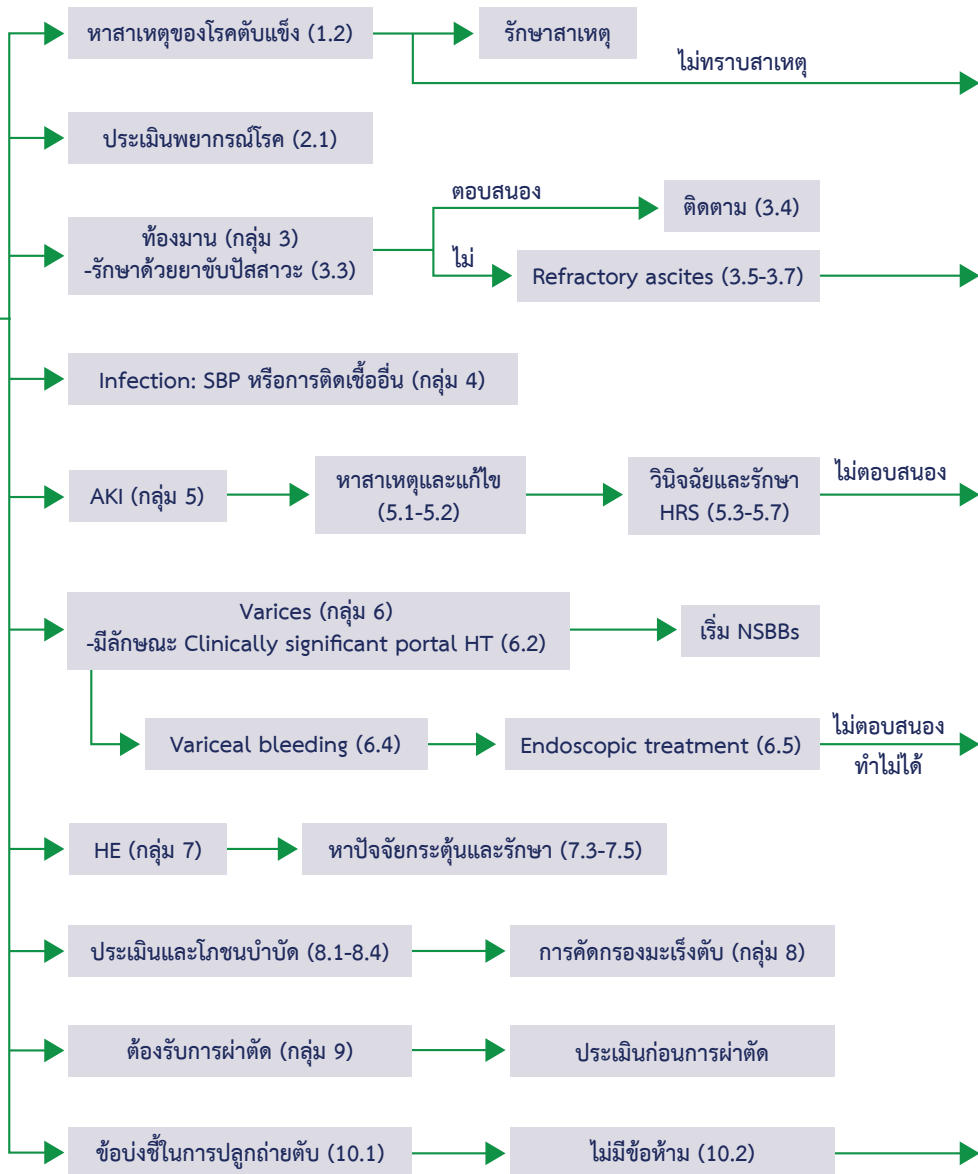 หาสาเหตุของโรคตับแข็ง (1.2)
รักษาสาเหตุ
ไม่ทราบสาเหตุ
ประเมินพยากรณ์โรค (2.1)
ท้องมาน (กลุ่ม 3)
-รักษาด้วยยาขับปัสสาวะ (3.3)
ตอบสนอง
ติดตาม (3.4)
ไม่
Refractory ascites (3.5-3.7)
Infection: SBP หรือการติดเชื้ออื่น (กลุ่ม 4)
AKI (กลุ่ม 5)
หาสาเหตุและแก้ไข
(5.1-5.2)
วินิจฉัยและรักษา
HRS (5.3-5.7)
ไม่ตอบสนอง
Varices (กลุ่ม 6)
-มีลักษณะ Clinically significant portal HT (6.2)
เริ่ม NSBBs
Variceal bleeding (6.4)
Endoscopic treatment (6.5)
ไม่ตอบสนอง
ทำไม่ได้
HE (กลุ่ม 7)
หาปัจจัยกระตุ้นและรักษา (7.3-7.5)
ประเมินและโภชนบำบัด (8.1-8.4)
การคัดกรองมะเร็งตับ (กลุ่ม 8)
ต้องรับการผ่าตัด (กลุ่ม 9)
ประเมินก่อนการผ่าตัด
ข้อบ่งชี้ในการปลูกถ่ายตับ (10.1)
ไม่มีข้อห้าม (10.2)